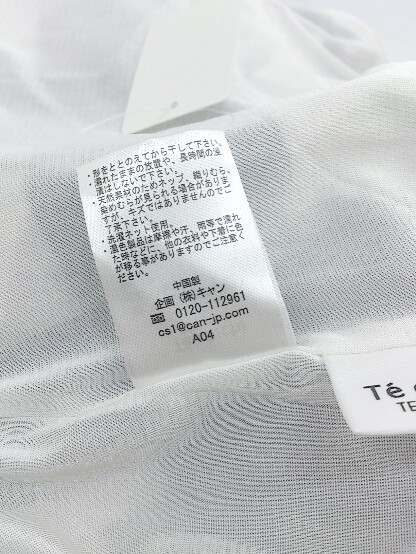 ・形をととのえてから干して下さい。
・濡れたままの放置や、長時間の浸
漬はしないで下さい。
・天然素材のためネップ、織りむら、
染めむらが見られる場合がありま
すが、キズではありませんのでご
了承下さい。
・洗濯ネット使用。
・濃色製品は摩擦や汗、雨等で濡れ
た時などに、他の衣料や下着に色
が移る事がありますのでご注意く
ださい。
中国製
企画 (株)キャン
0120-112961
cs1@can-jp.com
A04
Té
TE